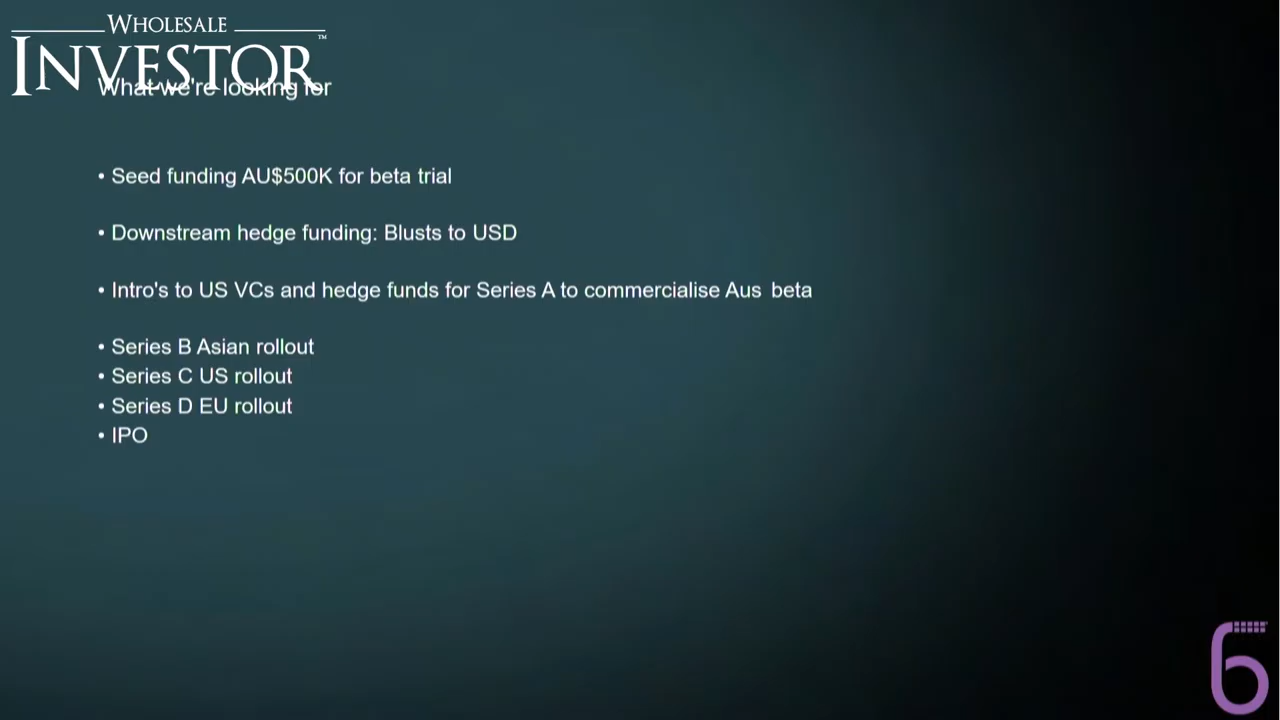 WHOLESALE
INVESTOR™
What we're looking for
• Seed funding AU$500K for beta trial
• Downstream hedge funding: Blusts to USD
• Intro's to US VCs and hedge funds for Series A to commercialise Aus beta
• Series B Asian rollout
• Series C US rollout
• Series D EU rollout
• IPO
6